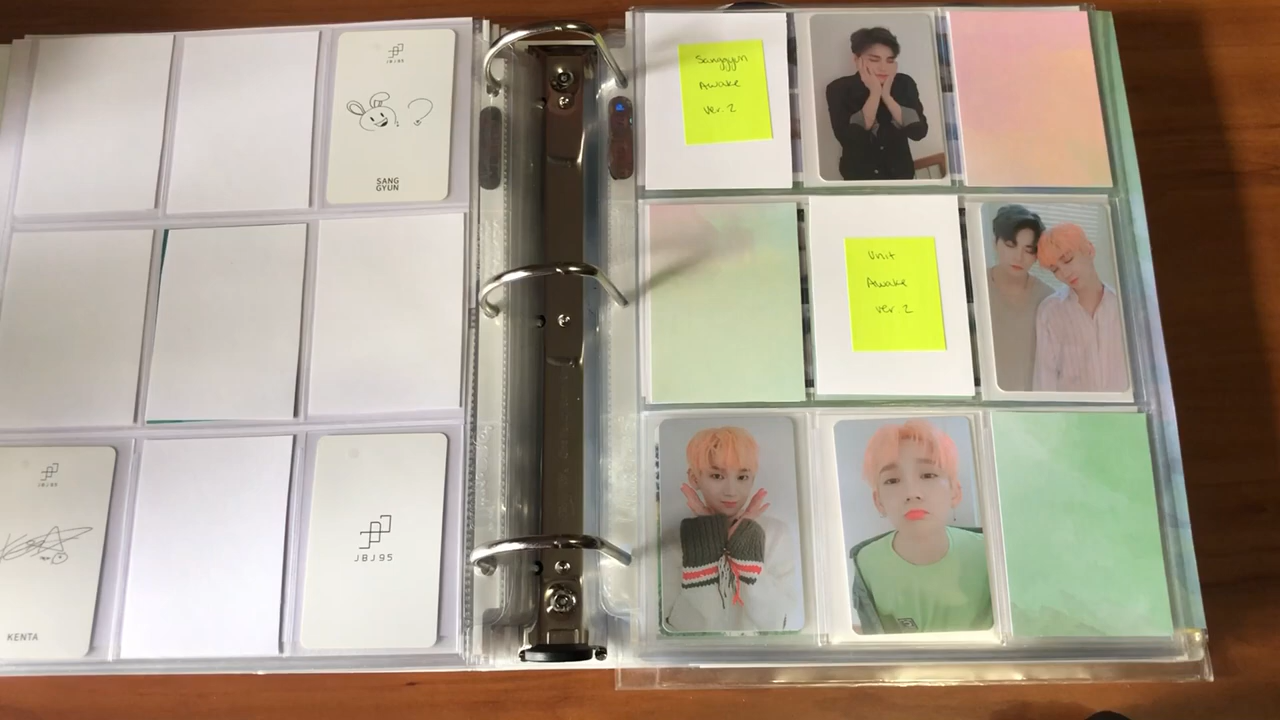 JBJ95
?
SANG
GYUN
JBJ95
KENTA
JBJ95
Sanggyun
Awake
ver. 2
Unit
Awake
ver. 2